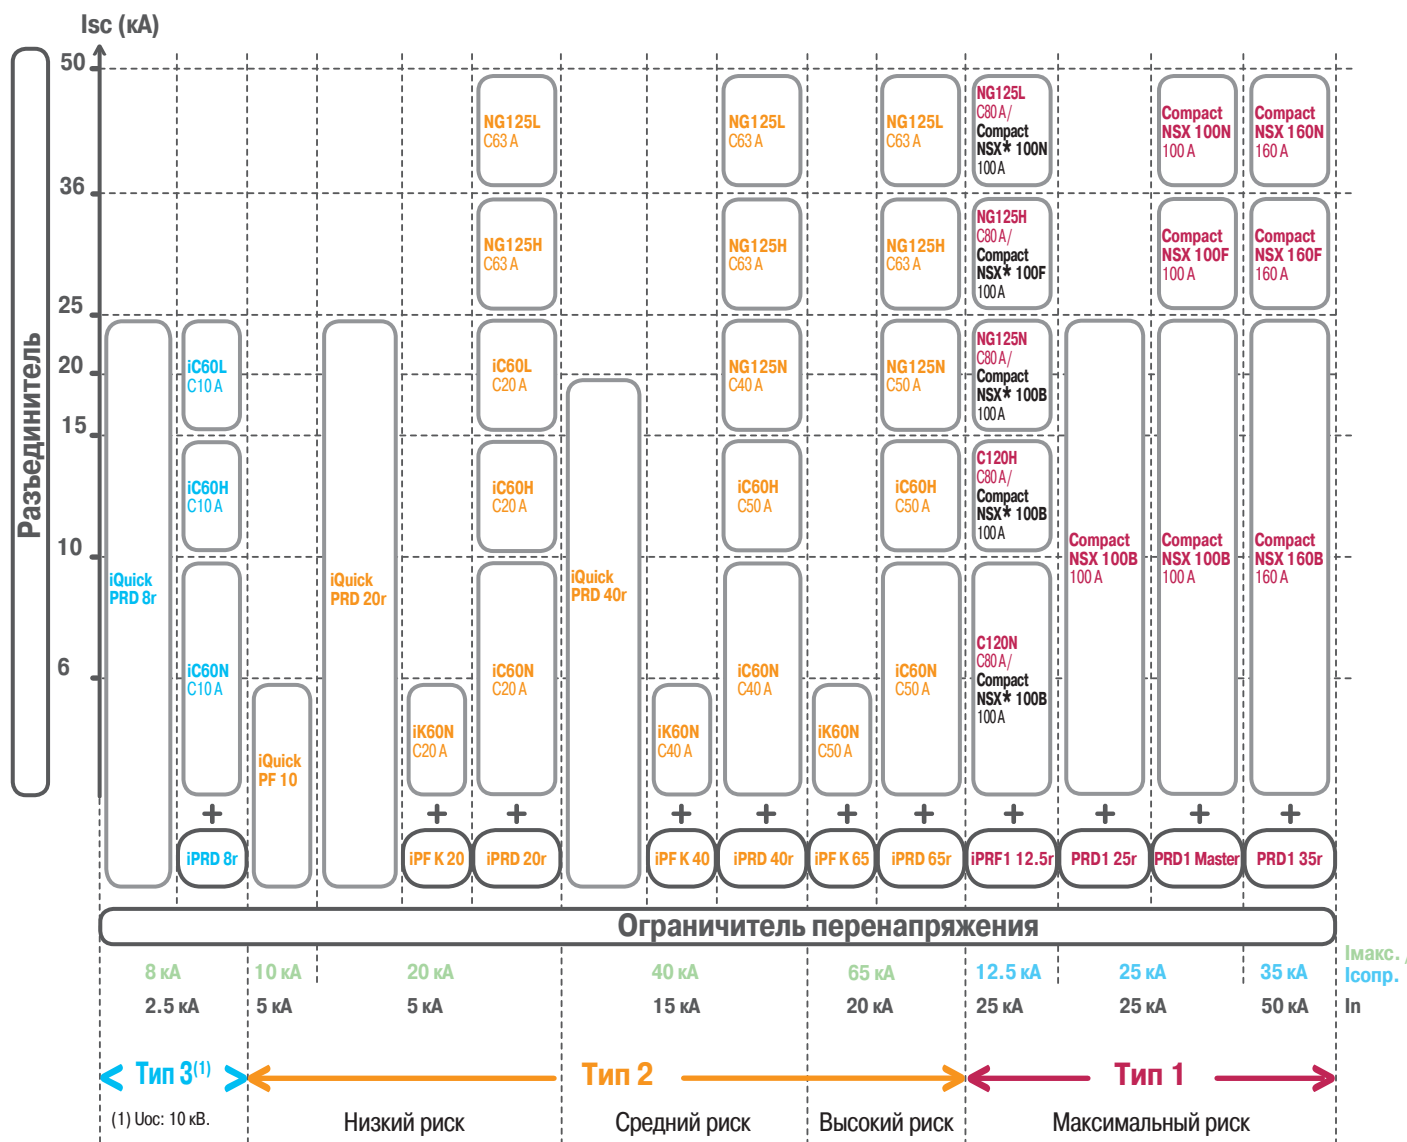 Isc (кА)
Разъединитель
50
36
25
20
15
10
6
iQuick
PRD 8r
iC60L
C10 A
iC60H
C10 A
iC60N
C10 A
+
iPRD 8r
iQuick
PF 10
iQuick
PRD 20r
iK60N
C20 A
+
iPF K 20
NG125L
C63 A
NG125H
C63 A
iC60L
C20 A
iC60H
C20 A
iC60N
C20 A
+
iPRD 20r
iQuick
PRD 40r
iK60N
C40 A
+
iPF K 40
NG125L
C63 A
NG125H
C63 A
NG125N
C40 A
iC60H
C50 A
iC60N
C40 A
+
iPRD 40r
iK60N
C50 A
+
iPF K 65
NG125L
C63 A
NG125H
C63 A
NG125N
C50 A
iC60H
C50 A
iC60N
C50 A
+
iPRD 65r
NG125L
C80 A/
Compact
NSX* 100N
100 A
NG125H
C80 A/
Compact
NSX* 100F
100 A
NG125N
C80 A/
Compact
NSX* 100B
100 A
C120H
C80 A/
Compact
NSX* 100B
100 A
C120N
C80 A/
Compact
NSX* 100B
100 A
+
iPRF1 12.5r
Compact
NSX 100B
100 A
+
PRD1 25r
Compact
NSX 100N
100 A
Compact
NSX 100F
100 A
Compact
NSX 100B
100 A
+
PRD1 Master
Compact
NSX 160N
160 A
Compact
NSX 160F
160 A
Compact
NSX 160B
160 A
+
PRD1 35r
Ограничитель перенапряжения
8 кА 10 кА 20 кА 40 кА 65 кА 12.5 кА 25 кА 35 кА Iмакс. /
Iсопр.
2.5 кА 5 кА 5 кА 15 кА 20 кА 25 кА 25 кА 50 кА In
Тип 3(1) Тип 2 Тип 1
(1) Uoc: 10 кВ. Низкий риск Средний риск Высокий риск Максимальный риск